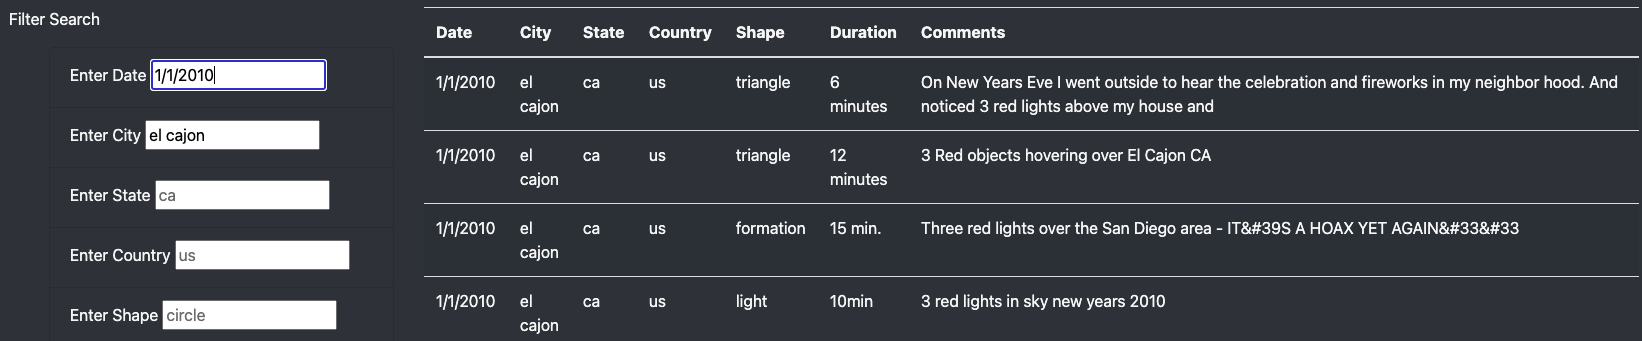 Filter Search
Enter Date 1/1/2010
Enter City el cajon
Enter State ca
Enter Country us
Enter Shape circle
Date City State Country Shape Duration Comments
1/1/2010 el ca us triangle 6 On New Years Eve I went outside to hear the celebration and fireworks in my neighbor hood. And
cajon minutes noticed 3 red lights above my house and
1/1/2010 el ca us triangle 12 3 Red objects hovering over El Cajon CA
cajon minutes
1/1/2010 el ca us formation 15 min. Three red lights over the San Diego area - IT&#39S A HOAX YET AGAIN&#33&#33
cajon
1/1/2010 el ca us light 10min 3 red lights in sky new years 2010
cajon